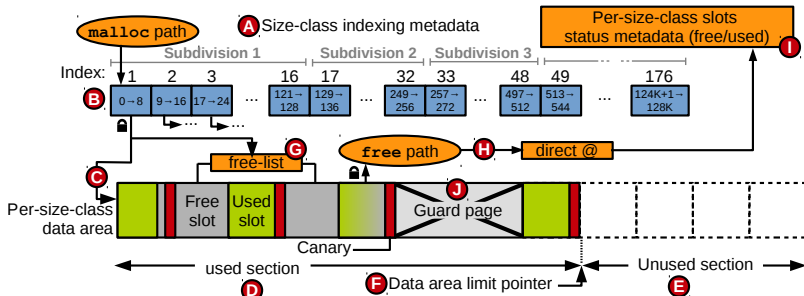 malloc path
A Size-class indexing metadata
Per-size-class slots
status metadata (free/used)
I
Subdivision 1
Subdivision 2
Subdivision 3
Index:
1 2 3 16 17 32 33 48 49 176
B
0→8 9→16 17→24 ... 121→128 ... 129→136 ... 249→256 257→272 ... 497→512 513→544 ... 124K+1→128K
... ...
G
free-list
free path
H
direct @
C
J
Per-size-class
data area
Free
slot
Used
slot
Guard page
Canary
used section
D
F Data area limit pointer
Unused section
E